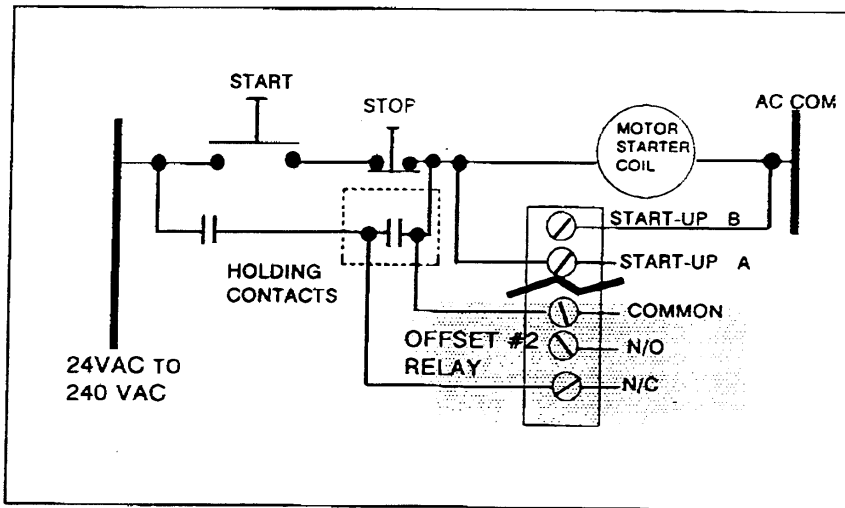 START
STOP
AC COM
MOTOR
STARTER
COIL
START-UP B
START-UP A
HOLDING
CONTACTS
COMMON
OFFSET #2
RELAY
N/O
N/C
24VAC TO
240 VAC